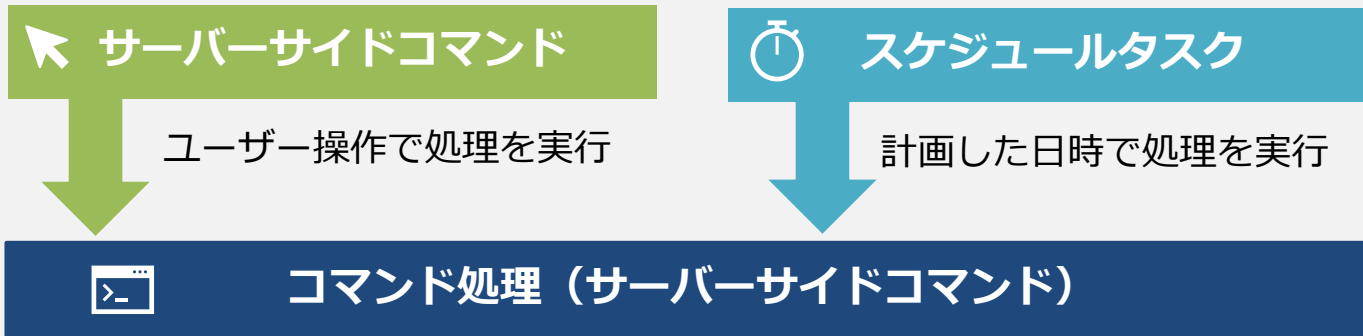 サーバーサイドコマンド
スケジュールタスク
ユーザー操作で処理を実行
計画した日時で処理を実行
コマンド処理（サーバーサイドコマンド）